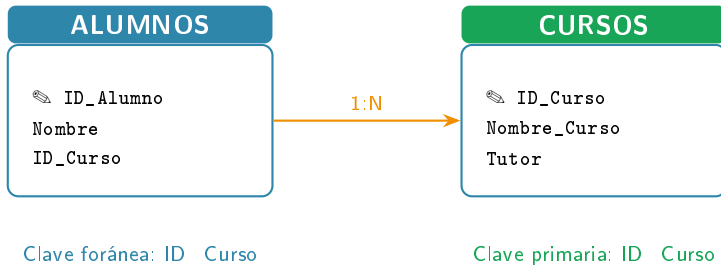 ALUMNOS
CURSOS
✎ ID_Alumno
Nombre
ID_Curso
1:N
✎ ID_Curso
Nombre_Curso
Tutor
Clave foránea: ID Curso
Clave primaria: ID Curso